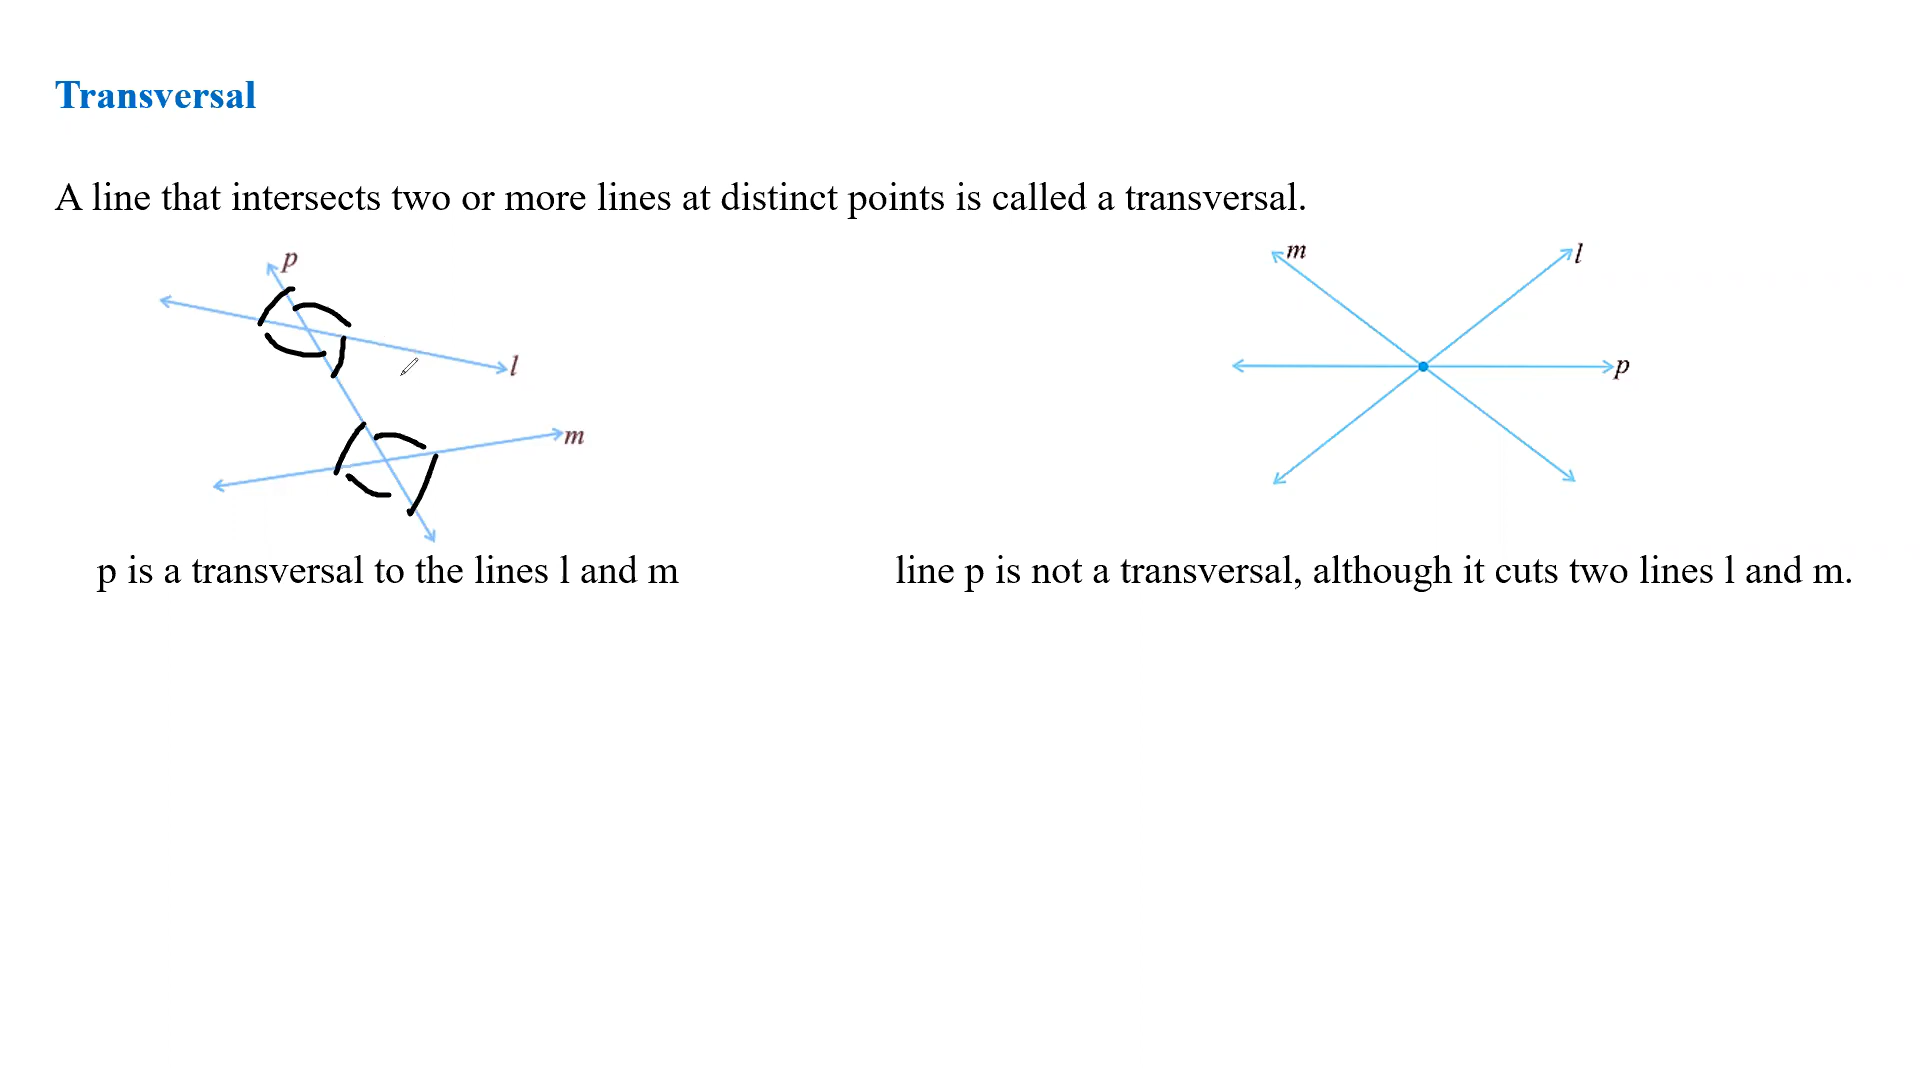 Transversal
A line that intersects two or more lines at distinct points is called a transversal.
p
l
m
m
l
p
p is a transversal to the lines l and m
line p is not a transversal, although it cuts two lines l and m.